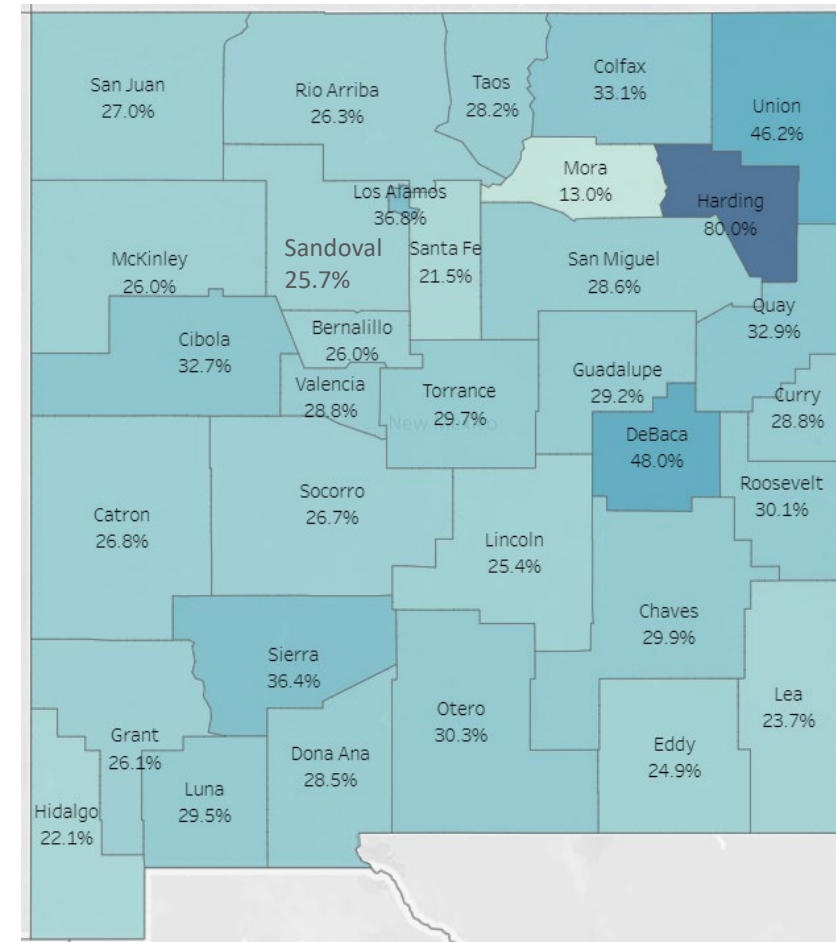 San Juan
27.0%
Rio Arriba
26.3%
Taos
28.2%
Colfax
33.1%
Union
46.2%
Mora
13.0%
Harding
80.0%
Los Alamos
36.8%
McKinley
26.0%
Sandoval
25.7%
Santa Fe
21.5%
San Miguel
28.6%
Quay
32.9%
Cibola
32.7%
Bernalillo
26.0%
Valencia
28.8%
Torrance
29.7%
New Mexico
Guadalupe
29.2%
Curry
28.8%
DeBaca
48.0%
Roosevelt
30.1%
Catron
26.8%
Socorro
26.7%
Lincoln
25.4%
Chaves
29.9%
Sierra
36.4%
Otero
30.3%
Lea
23.7%
Eddy
24.9%
Grant
26.1%
Dona Ana
28.5%
Luna
29.5%
Hidalgo
22.1%